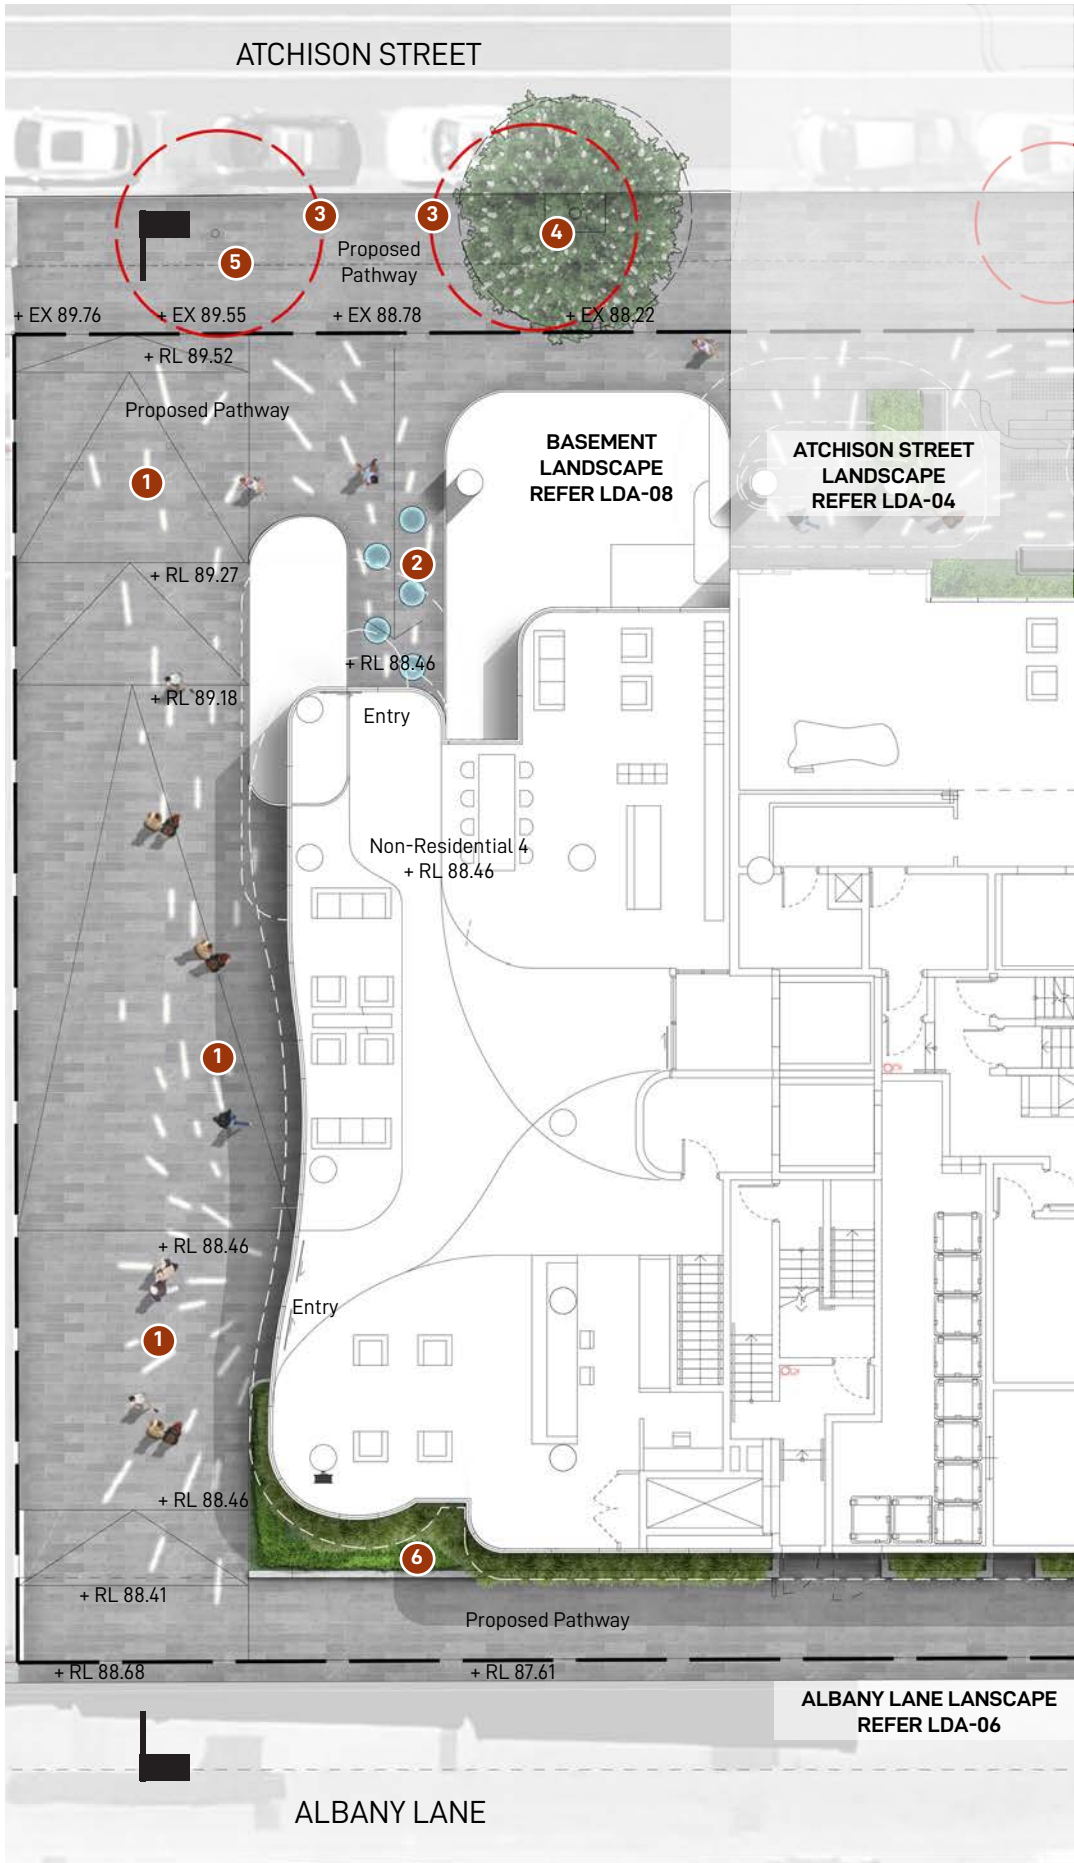 ATCHISON STREET
3
3
4
5
Proposed
Pathway
+ EX 89.76
+ EX 89.55
+ EX 88.78
+ EX 88.22
+ RL 89.52
Proposed Pathway
1
BASEMENT
LANDSCAPE
REFER LDA-08
ATCHISON STREET
LANDSCAPE
REFER LDA-04
2
+ RL 89.27
+ RL 88.46
+ RL 89.18
Entry
Non-Residential 4
+ RL 88.46
1
+ RL 88.46
Entry
1
+ RL 88.46
6
+ RL 88.41
Proposed Pathway
+ RL 88.68
+ RL 87.61
ALBANY LANE LANSCAPE
REFER LDA-06
ALBANY LANE